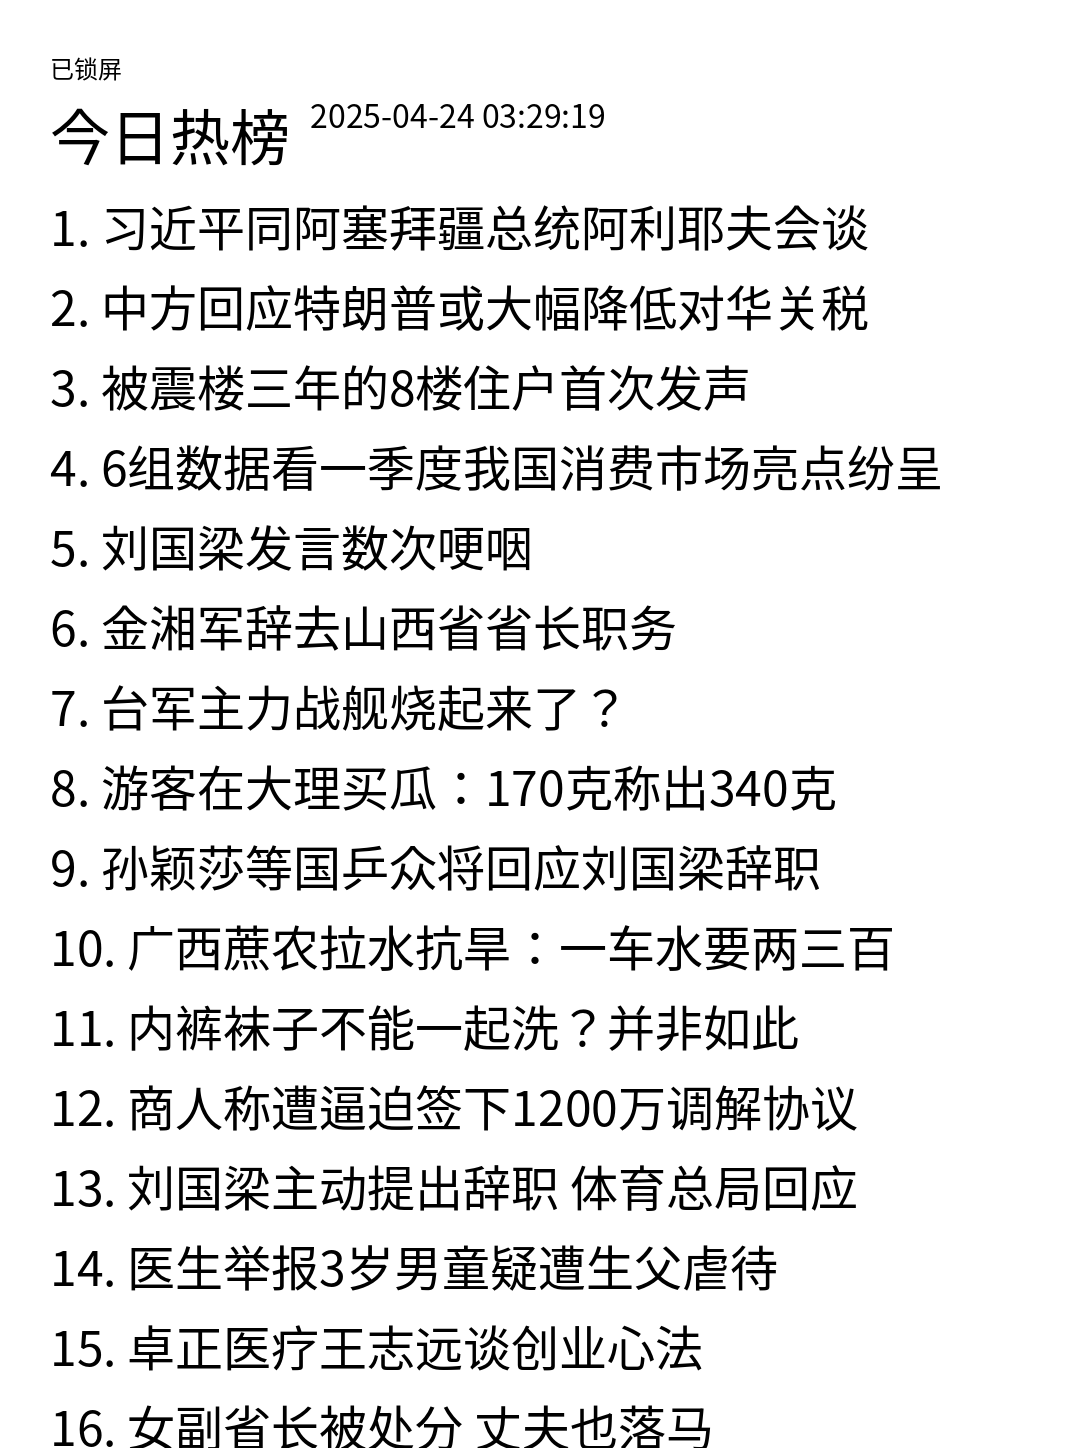 已锁屏
今日热榜 2025-04-24 03:29:19
1. 习近平同阿塞拜疆总统阿利耶夫会谈
2. 中方回应特朗普或大幅降低对华关税
3. 被震楼三年的8楼住户首次发声
4. 6组数据看一季度我国消费市场亮点纷呈
5. 刘国梁发言数次哽咽
6. 金湘军辞去山西省省长职务
7. 台军主力战舰烧起来了？
8. 游客在大理买瓜：170克称出340克
9. 孙颖莎等国乒众将回应刘国梁辞职
10. 广西蔗农拉水抗旱：一车水要两三百
11. 内裤袜子不能一起洗？并非如此
12. 商人称遭逼迫签下1200万调解协议
13. 刘国梁主动提出辞职 体育总局回应
14. 医生举报3岁男童疑遭生父虐待
15. 卓正医疗王志远谈创业心法
16. 女副省长被处分 丈夫也落马